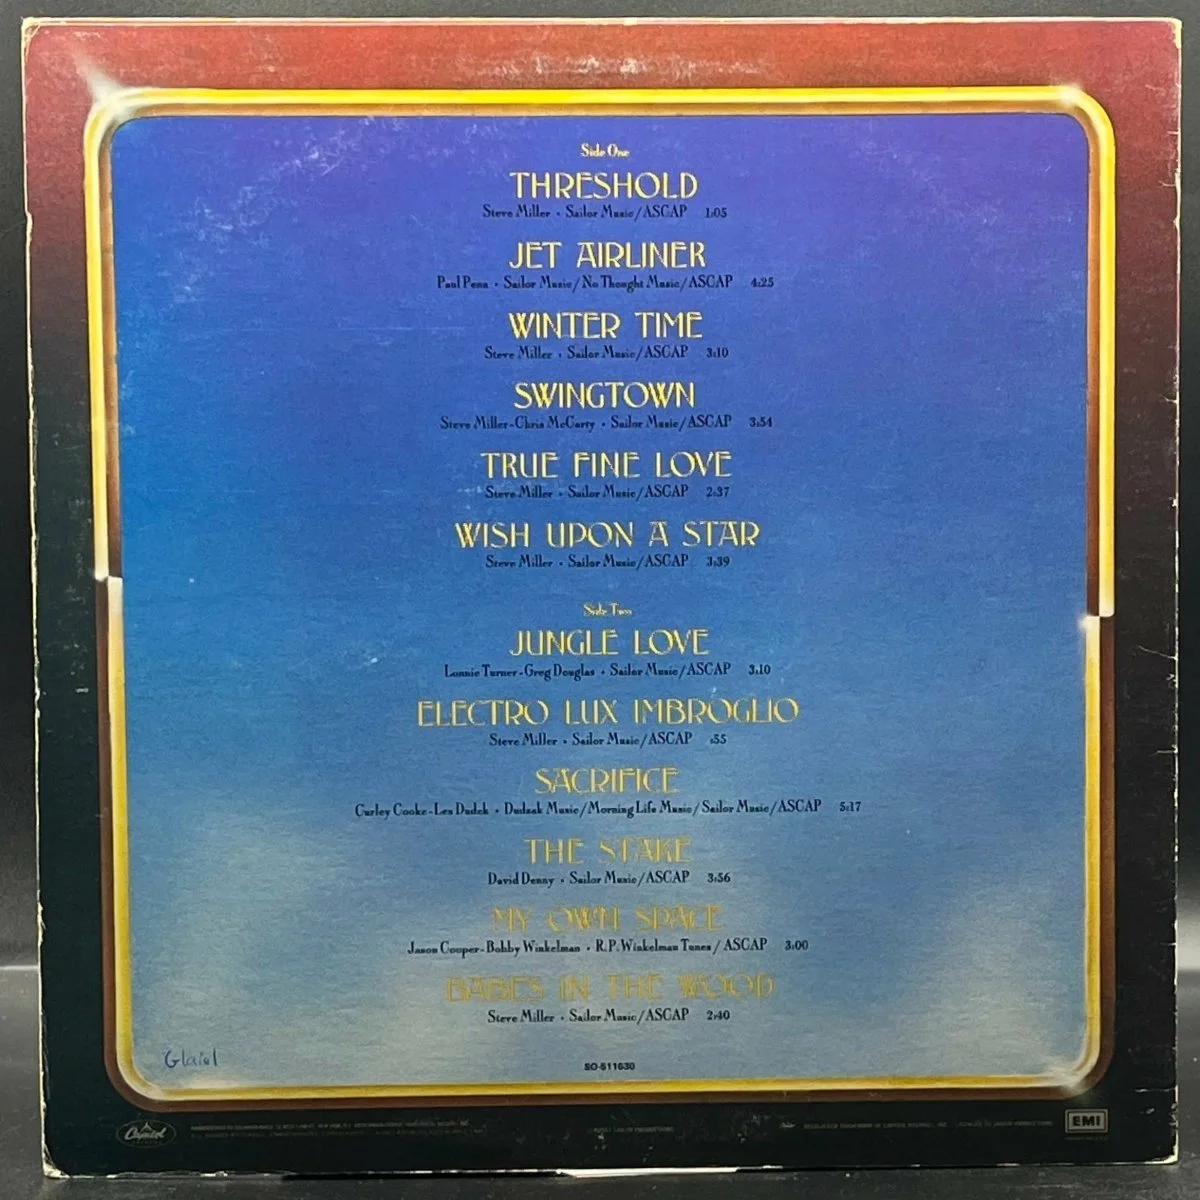 Side One
THRESHOLD
Steve Miller • Sailor Music/ASCAP 1:05
JET AIRLINER
Paul Pena • Sailor Music/No Thought Music/ASCAP 4:25
WINTER TIME
Steve Miller • Sailor Music/ASCAP 3:10
SWINGTOWN
Steve Miller-Chris McCarty • Sailor Music/ASCAP 3:54
TRUE FINE LOVE
Steve Miller • Sailor Music/ASCAP 2:37
WISH UPON A STAR
Steve Miller • Sailor Music/ASCAP 3:39
Side Two
JUNGLE LOVE
Lonnie Turner-Greg Douglas • Sailor Music/ASCAP 3:10
ELECTRO LUX IMBROGLIO
Steve Miller • Sailor Music/ASCAP :55
SACRIFICE
Curley Cooke-Les Dudek • Dudzak Music/Morning Life Music/Sailor Music/ASCAP 5:17
THE STAKE
David Denny • Sailor Music/ASCAP 3:56
MY OWN SPACE
Jason Cooper-Bobby Winkelman • R.P. Winkelman Tunes/ASCAP 3:00
BABES IN THE WOOD
Steve Miller • Sailor Music/ASCAP 2:40
SO-511630
Capitol
EMI